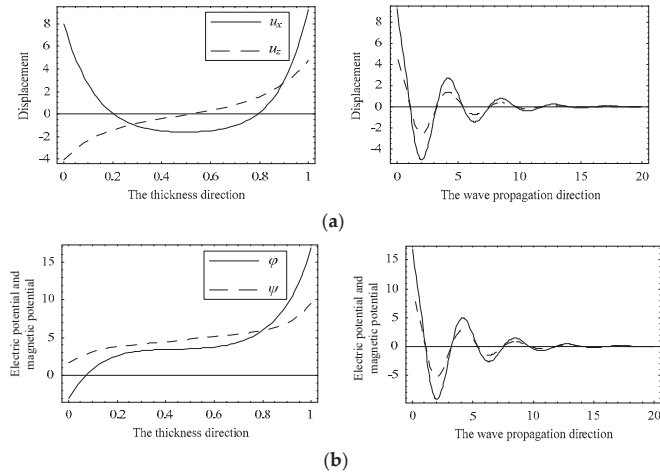 8
6
4
2
0
-2
-4
Displacement
u_x
u_z
0 0.2 0.4 0.6 0.8 1
The thickness direction
8
6
4
2
0
-2
-4
Displacement
0 5 10 15 20
The wave propagation direction
(a)
15
10
5
0
Electric potential and
magnetic potential
φ
ψ
0 0.2 0.4 0.6 0.8 1
The thickness direction
15
10
5
0
-5
Electric potential and
magnetic potential
0 5 10 15 20
The wave propagation direction
(b)